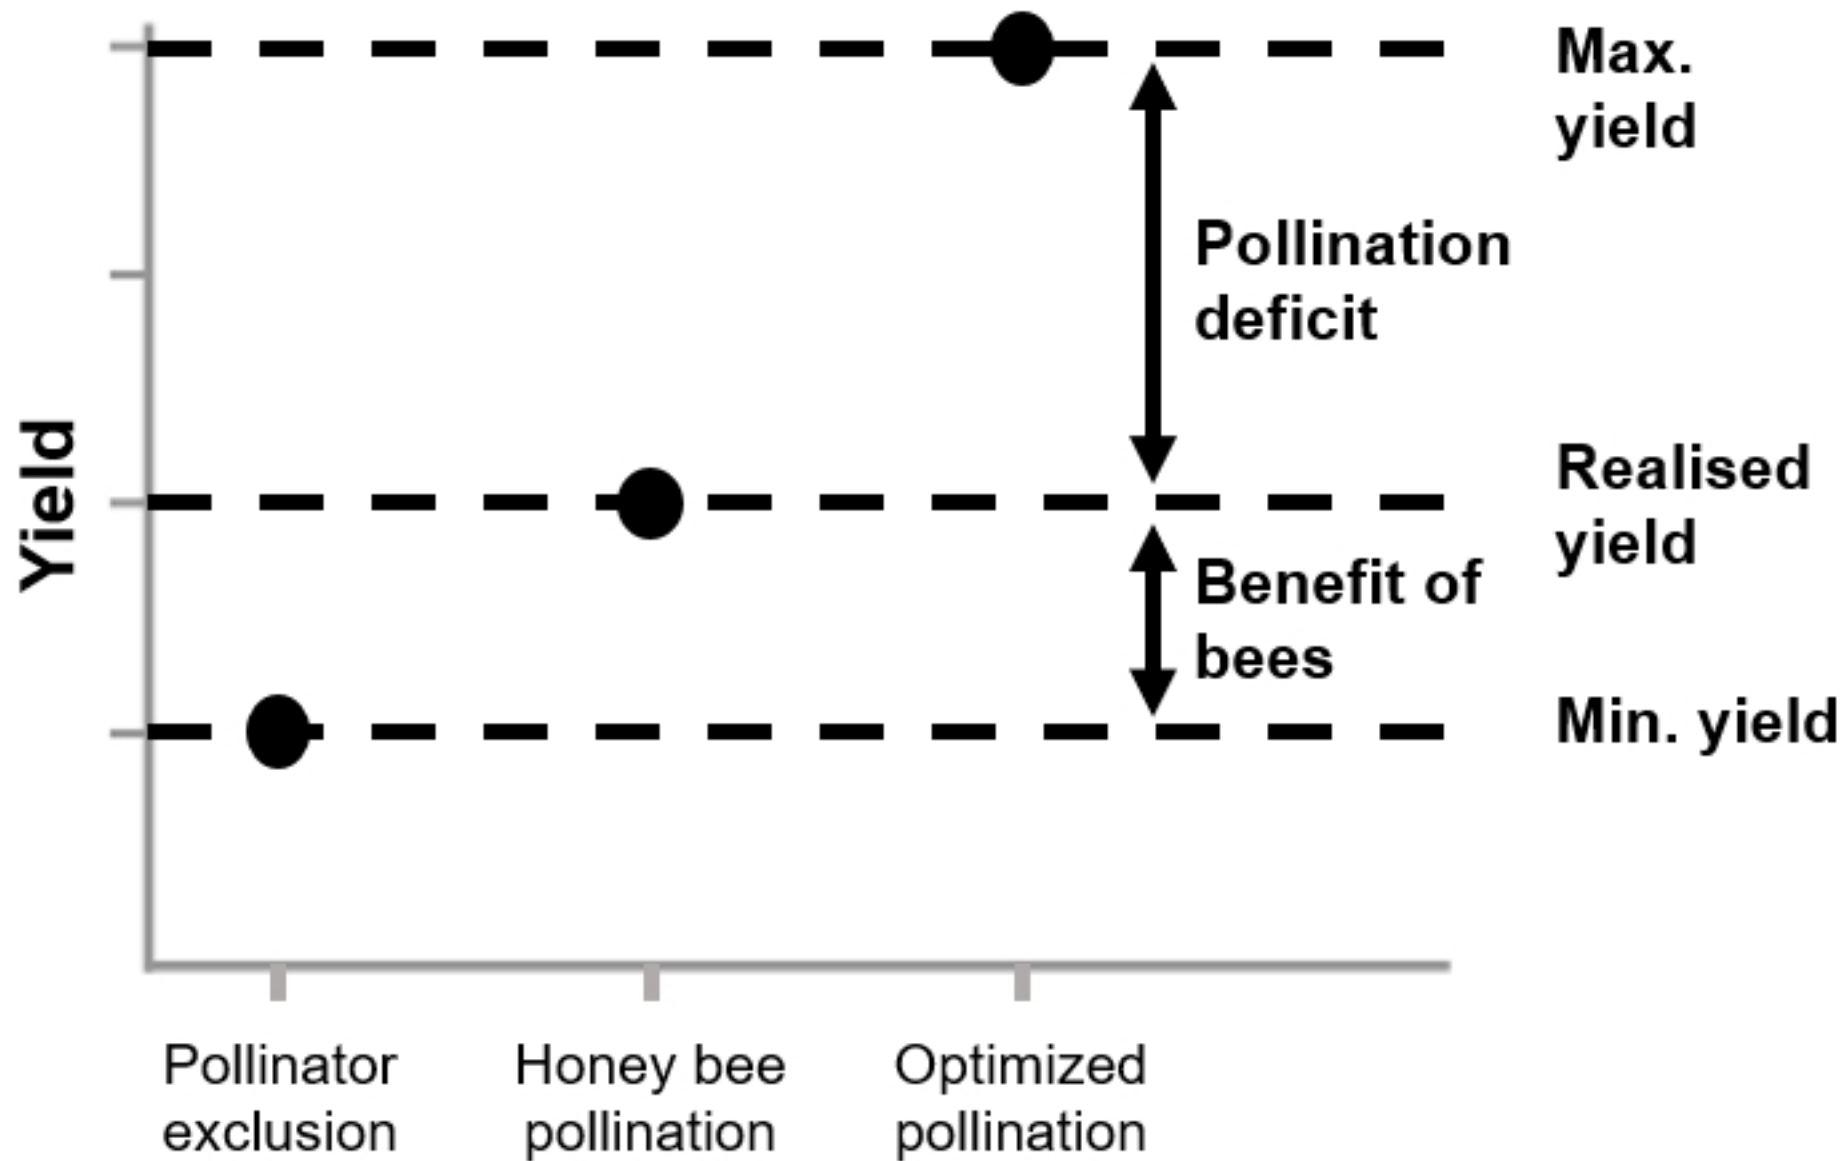 Max.
yield
Pollination
deficit
Yield
Realised
yield
Benefit of
bees
Min. yield
Pollinator
exclusion
Honey bee
pollination
Optimized
pollination